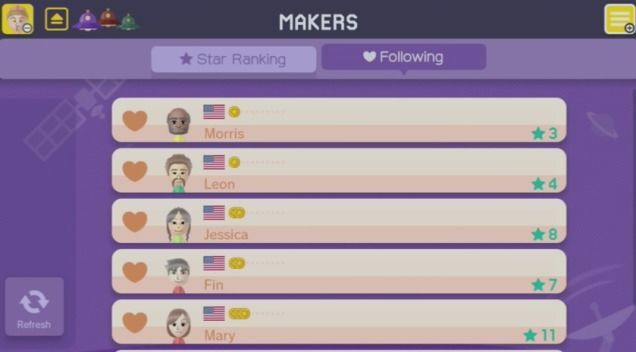 MAKERS
★ Star Ranking
Following
Morris
★3
Leon
★4
Jessica
★8
Fin
★7
Mary
★11
Refresh